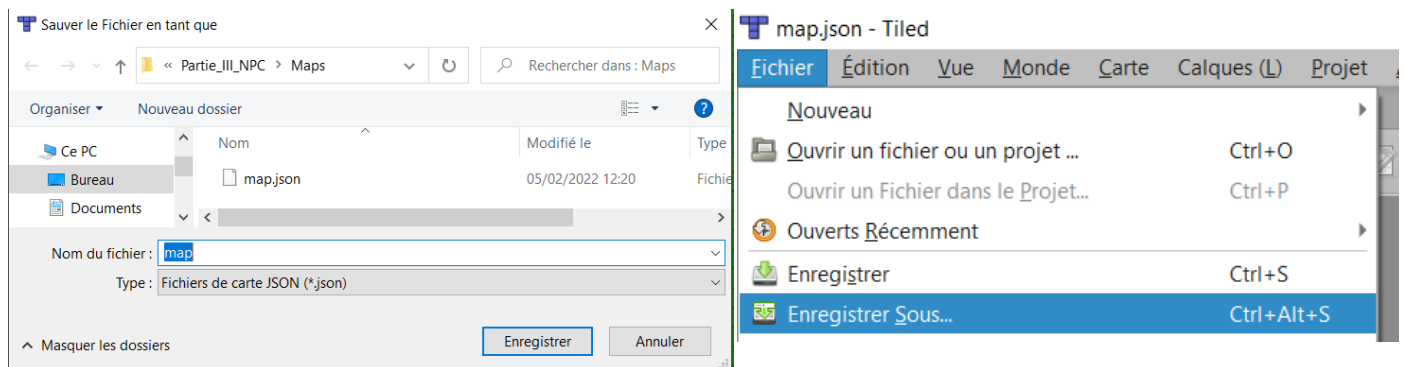 Sauver le Fichier en tant que
« Partie_III_NPC > Maps
Rechercher dans : Maps
Organiser
Nouveau dossier
?
Ce PC
Bureau
Documents
Nom
Modifié le
Type
map.json
05/02/2022 12:20
Fichie
Nom du fichier :
map
Type :
Fichiers de carte JSON (*.json)
Masquer les dossiers
Enregistrer
Annuler
map.json - Tiled
Fichier Édition Vue Monde Carte Calques (L) Projet
Nouveau
Ouvrir un fichier ou un projet ... Ctrl+O
Ouvrir un Fichier dans le Projet... Ctrl+P
Ouverts Récemment
Enregistrer Ctrl+S
Enregistrer Sous... Ctrl+Alt+S